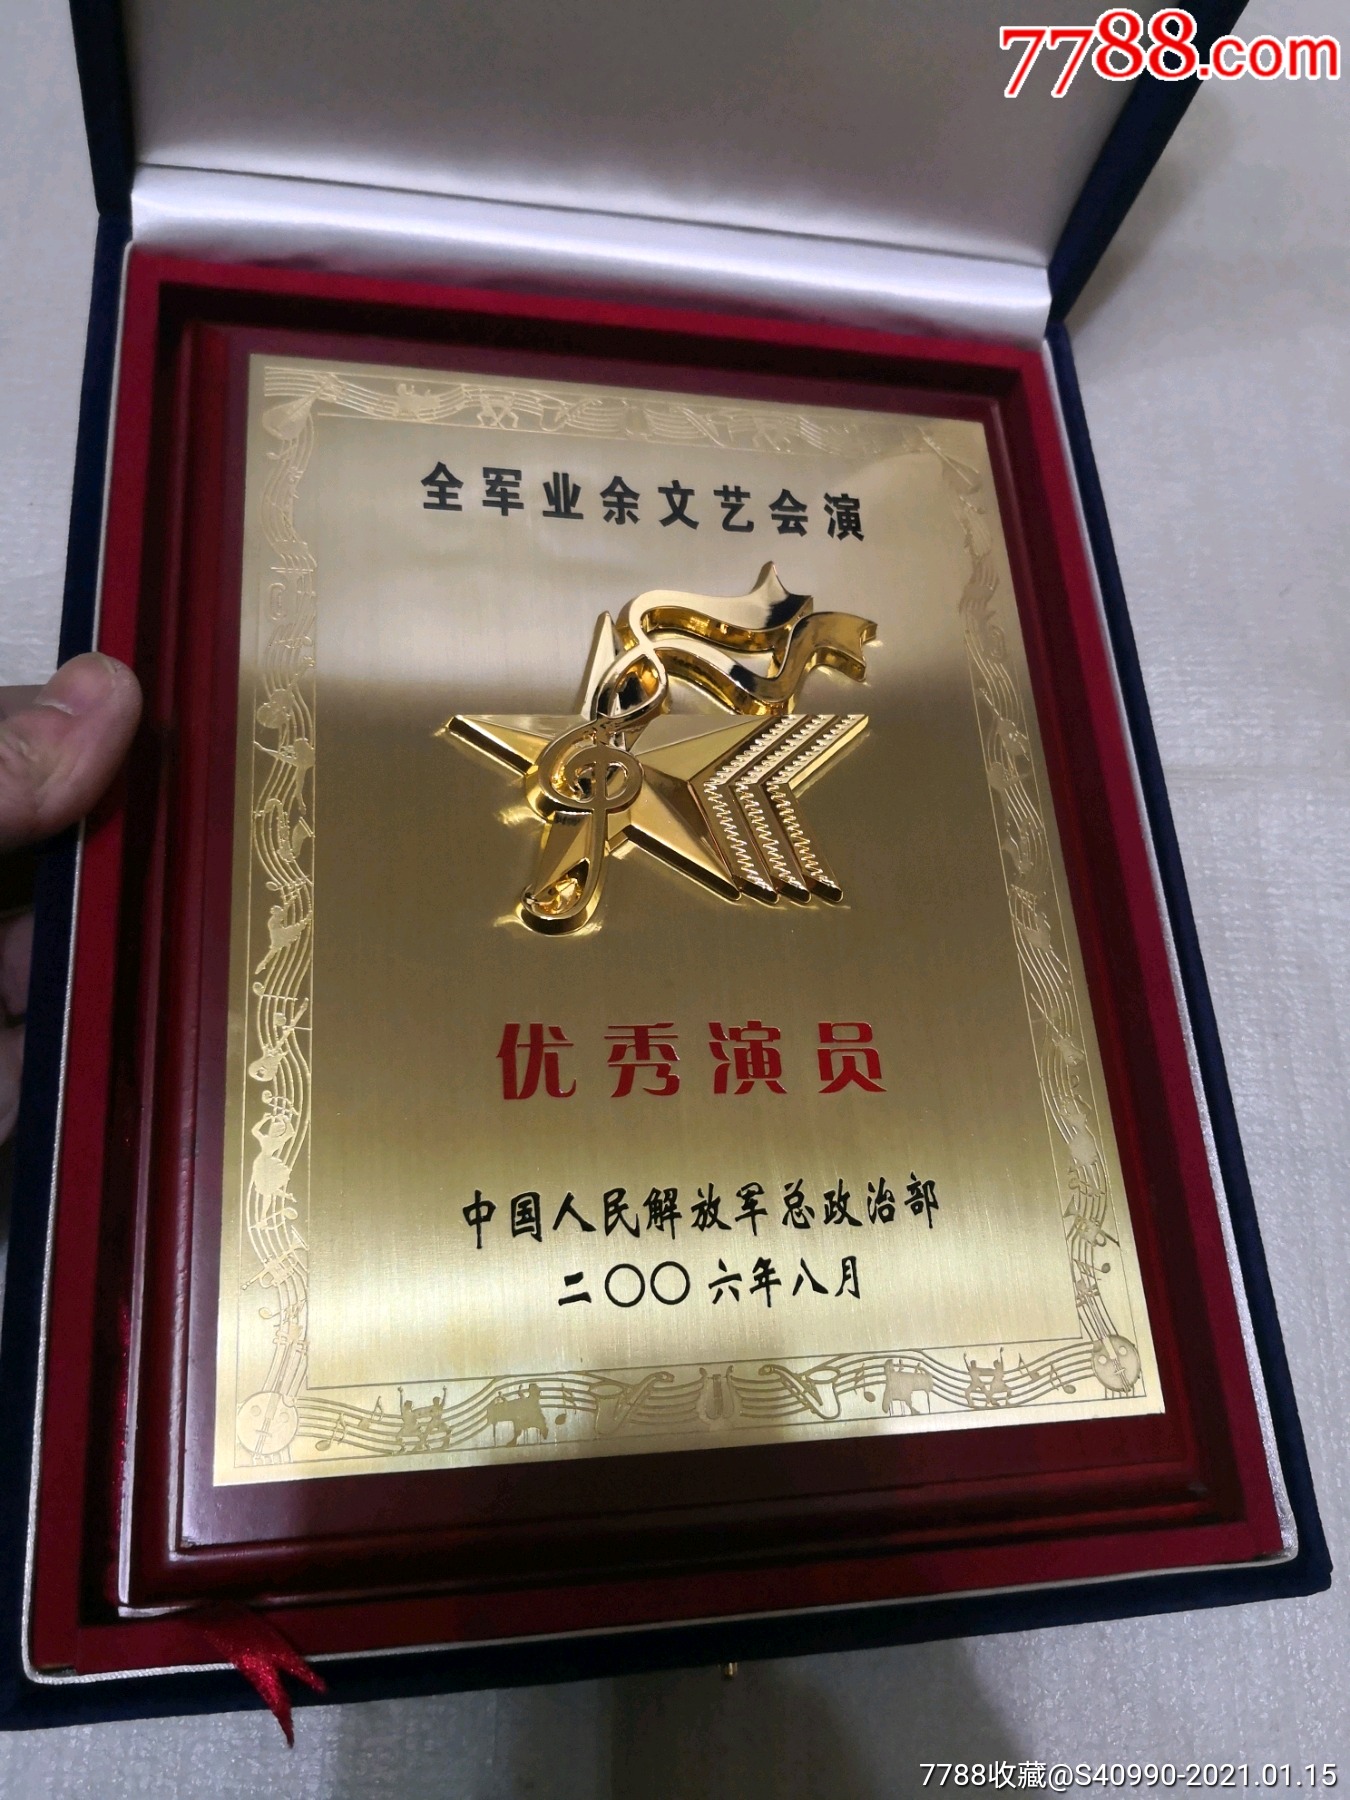 7788.com
全军业余文艺会演
优秀演员
中国人民解放军总政治部
二〇〇六年八月
7788收藏@S40990-2021.01.15